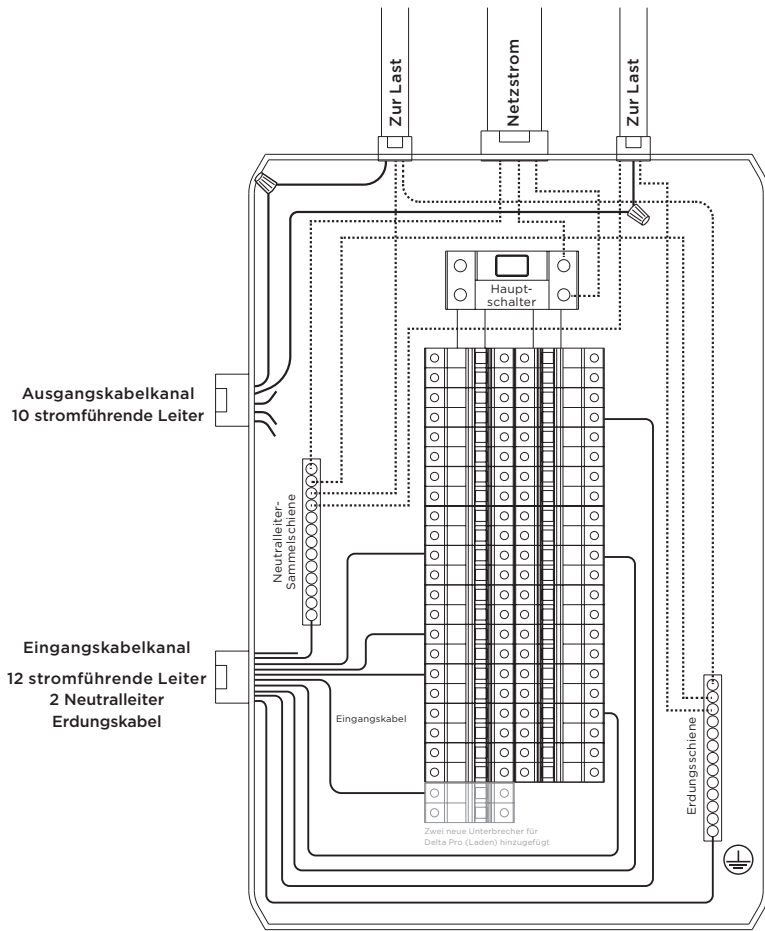 Zur Last
Netzstrom
Zur Last
Haupt-
schalter
Ausgangskabelkanal
10 stromführende Leiter
Neutralleiter-
Sammelschiene
Eingangskabelkanal
12 stromführende Leiter
2 Neutralleiter
Erdungskabel
Eingangskabel
Erdungsschiene
Zwei neue Unterbrecher für
Delta Pro (Laden) hinzugefügt